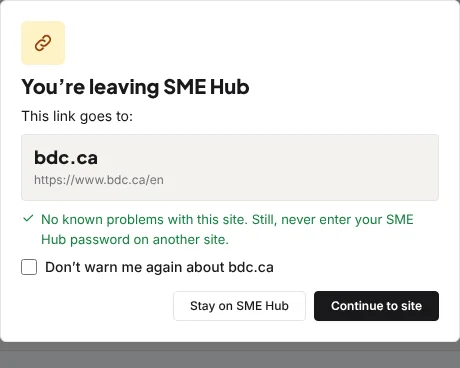 You’re leaving SME Hub
This link goes to:
bdc.ca
https://www.bdc.ca/en
No known problems with this site. Still, never enter your SME
Hub password on another site.
Don’t warn me again about bdc.ca
Stay on SME Hub
Continue to site